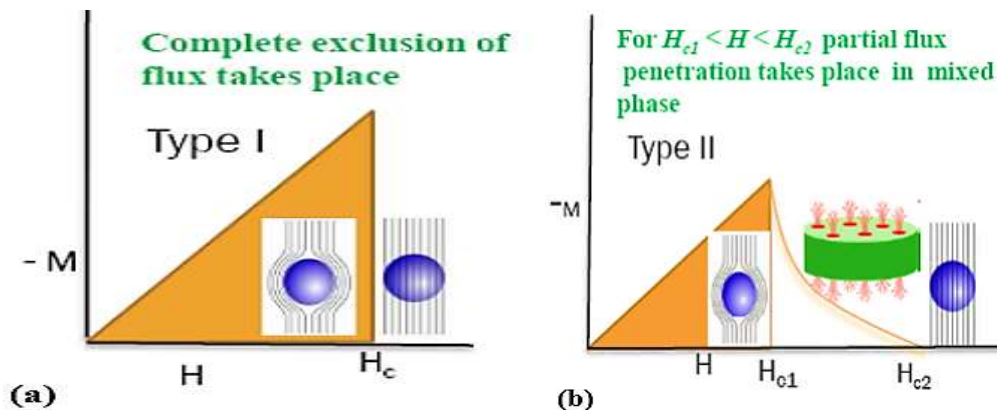 Complete exclusion of
flux takes place
Type I
- M
H
Hc
(a)
For Hc1 < H < Hc2 partial flux
penetration takes place in mixed
phase
Type II
-M
H
Hc1
Hc2
(b)